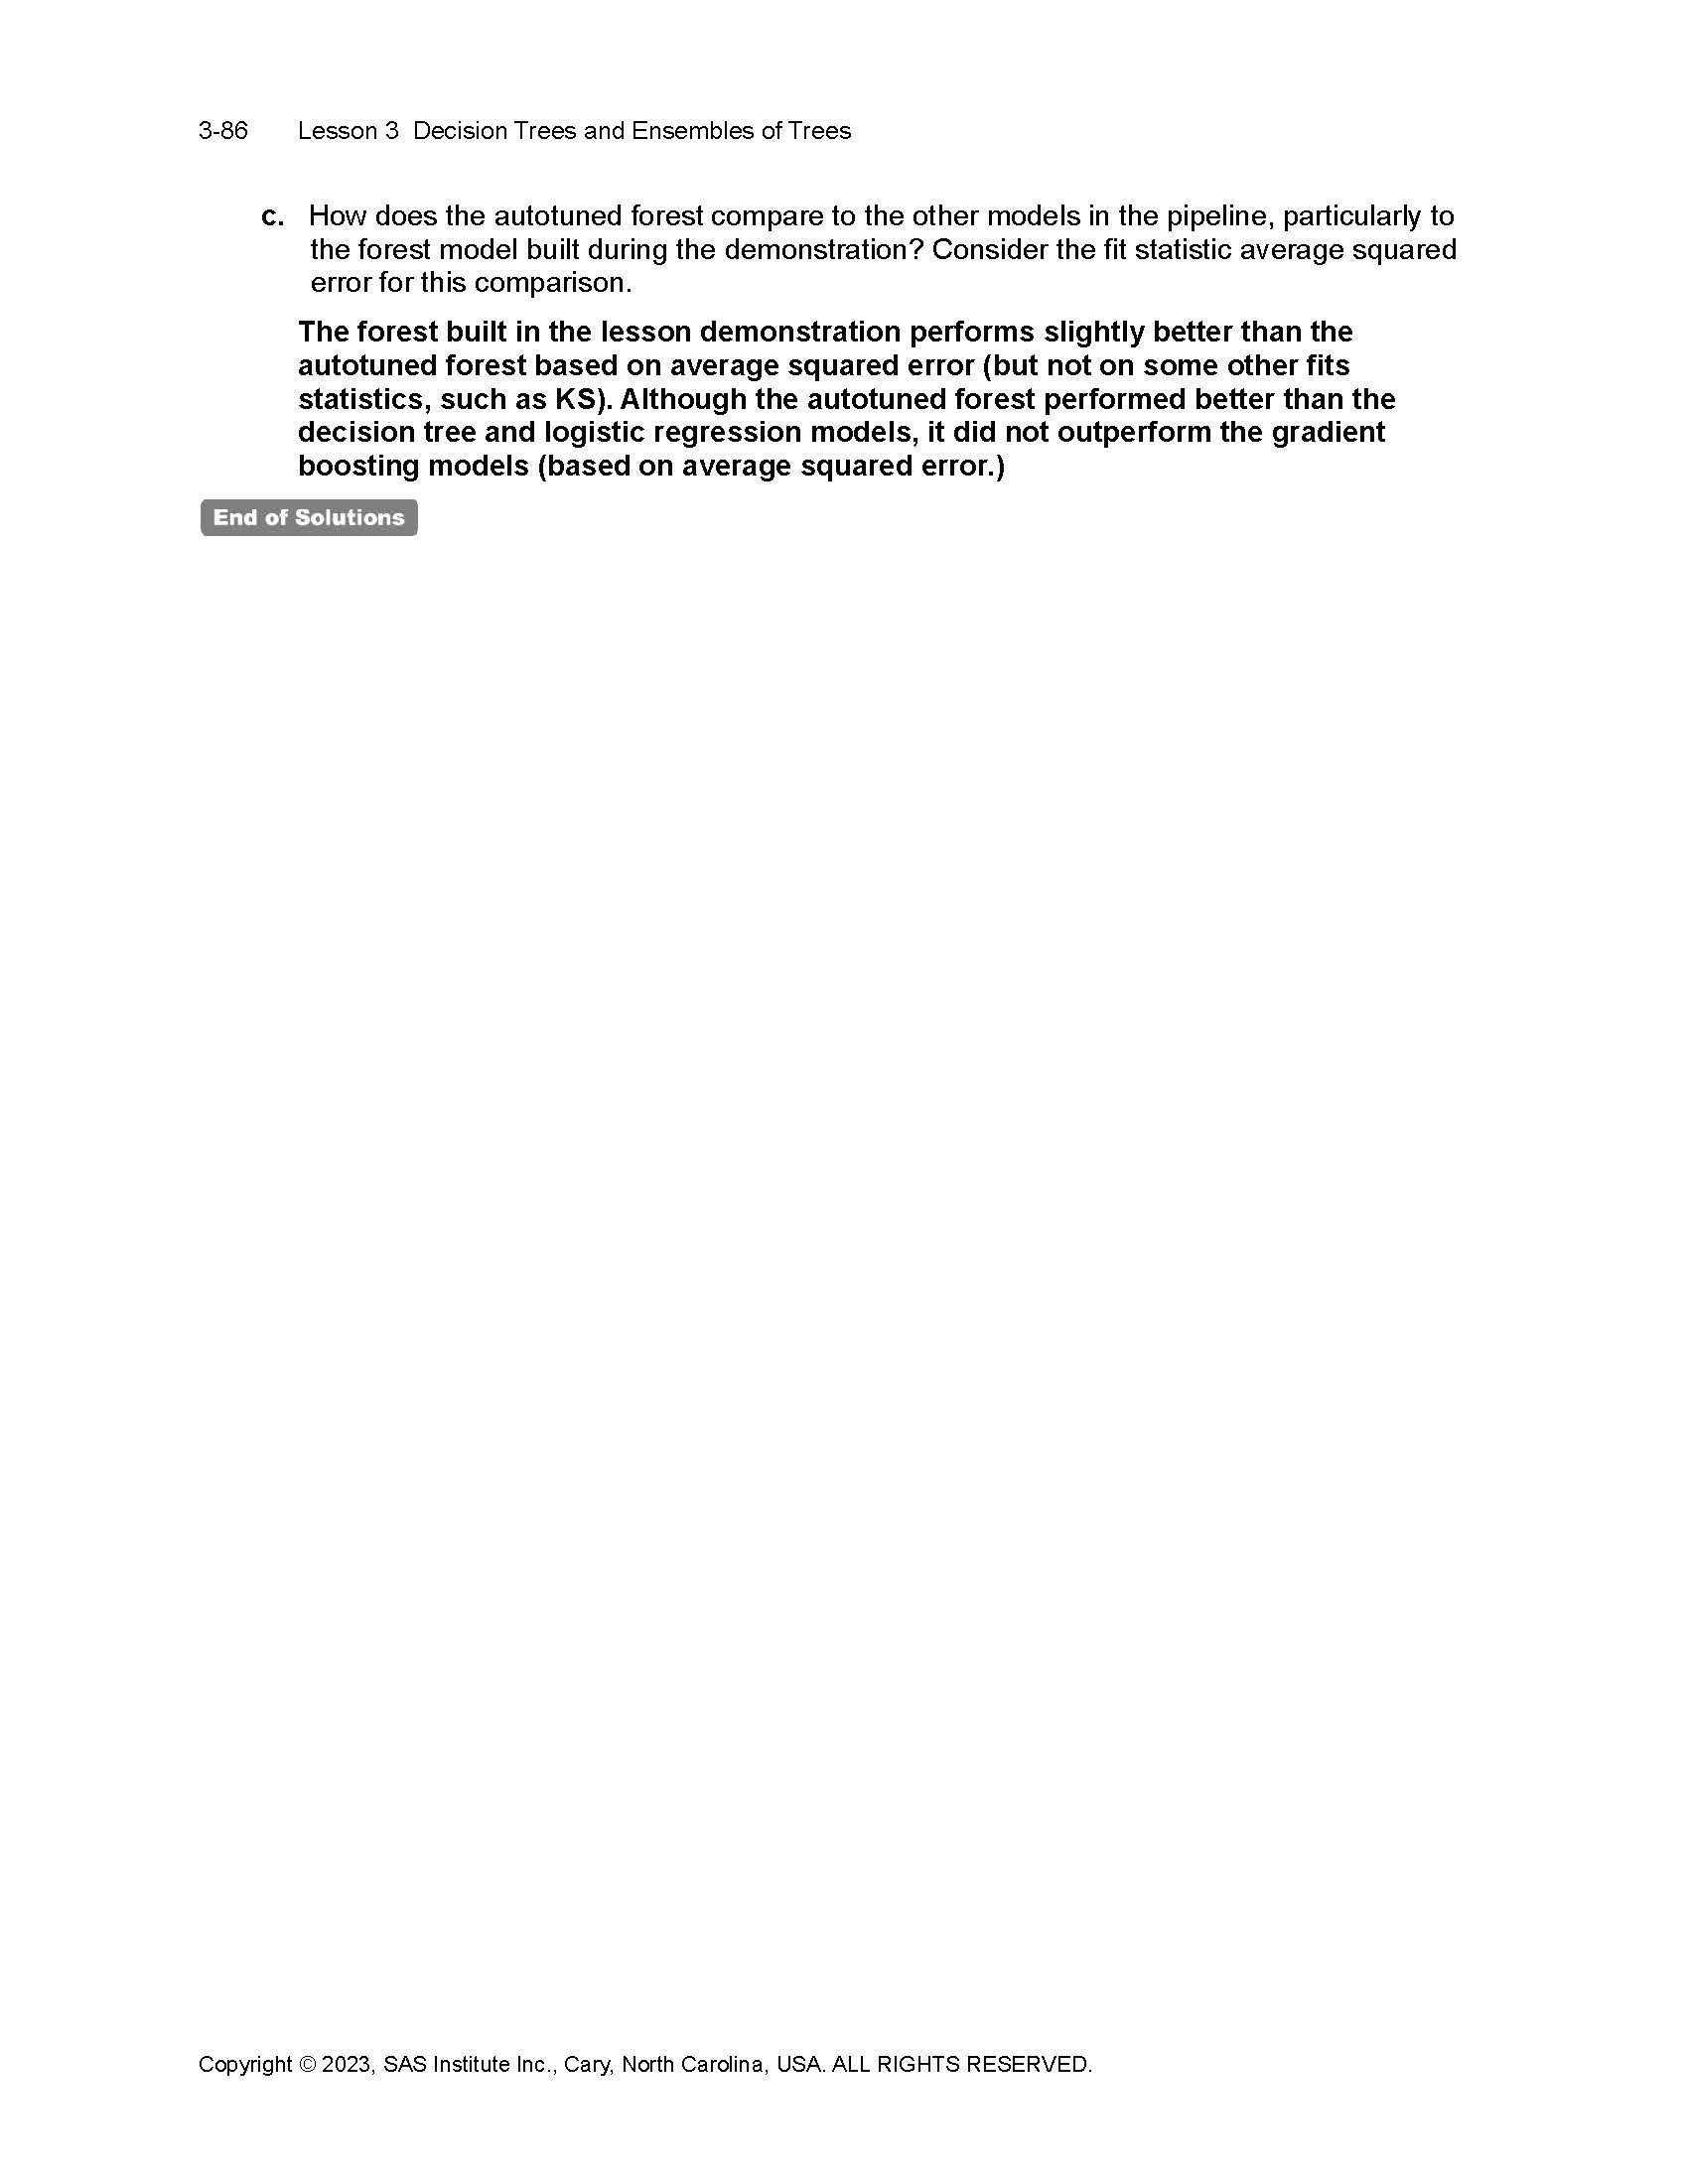 3-86 Lesson 3 Decision Trees and Ensembles of Trees
c. How does the autotuned forest compare to the other models in the pipeline, particularly to
the forest model built during the demonstration? Consider the fit statistic average squared
error for this comparison.
The forest built in the lesson demonstration performs slightly better than the
autotuned forest based on average squared error (but not on some other fits
statistics, such as KS). Although the autotuned forest performed better than the
decision tree and logistic regression models, it did not outperform the gradient
boosting models (based on average squared error.)
End of Solutions
Copyright © 2023, SAS Institute Inc., Cary, North Carolina, USA. ALL RIGHTS RESERVED.